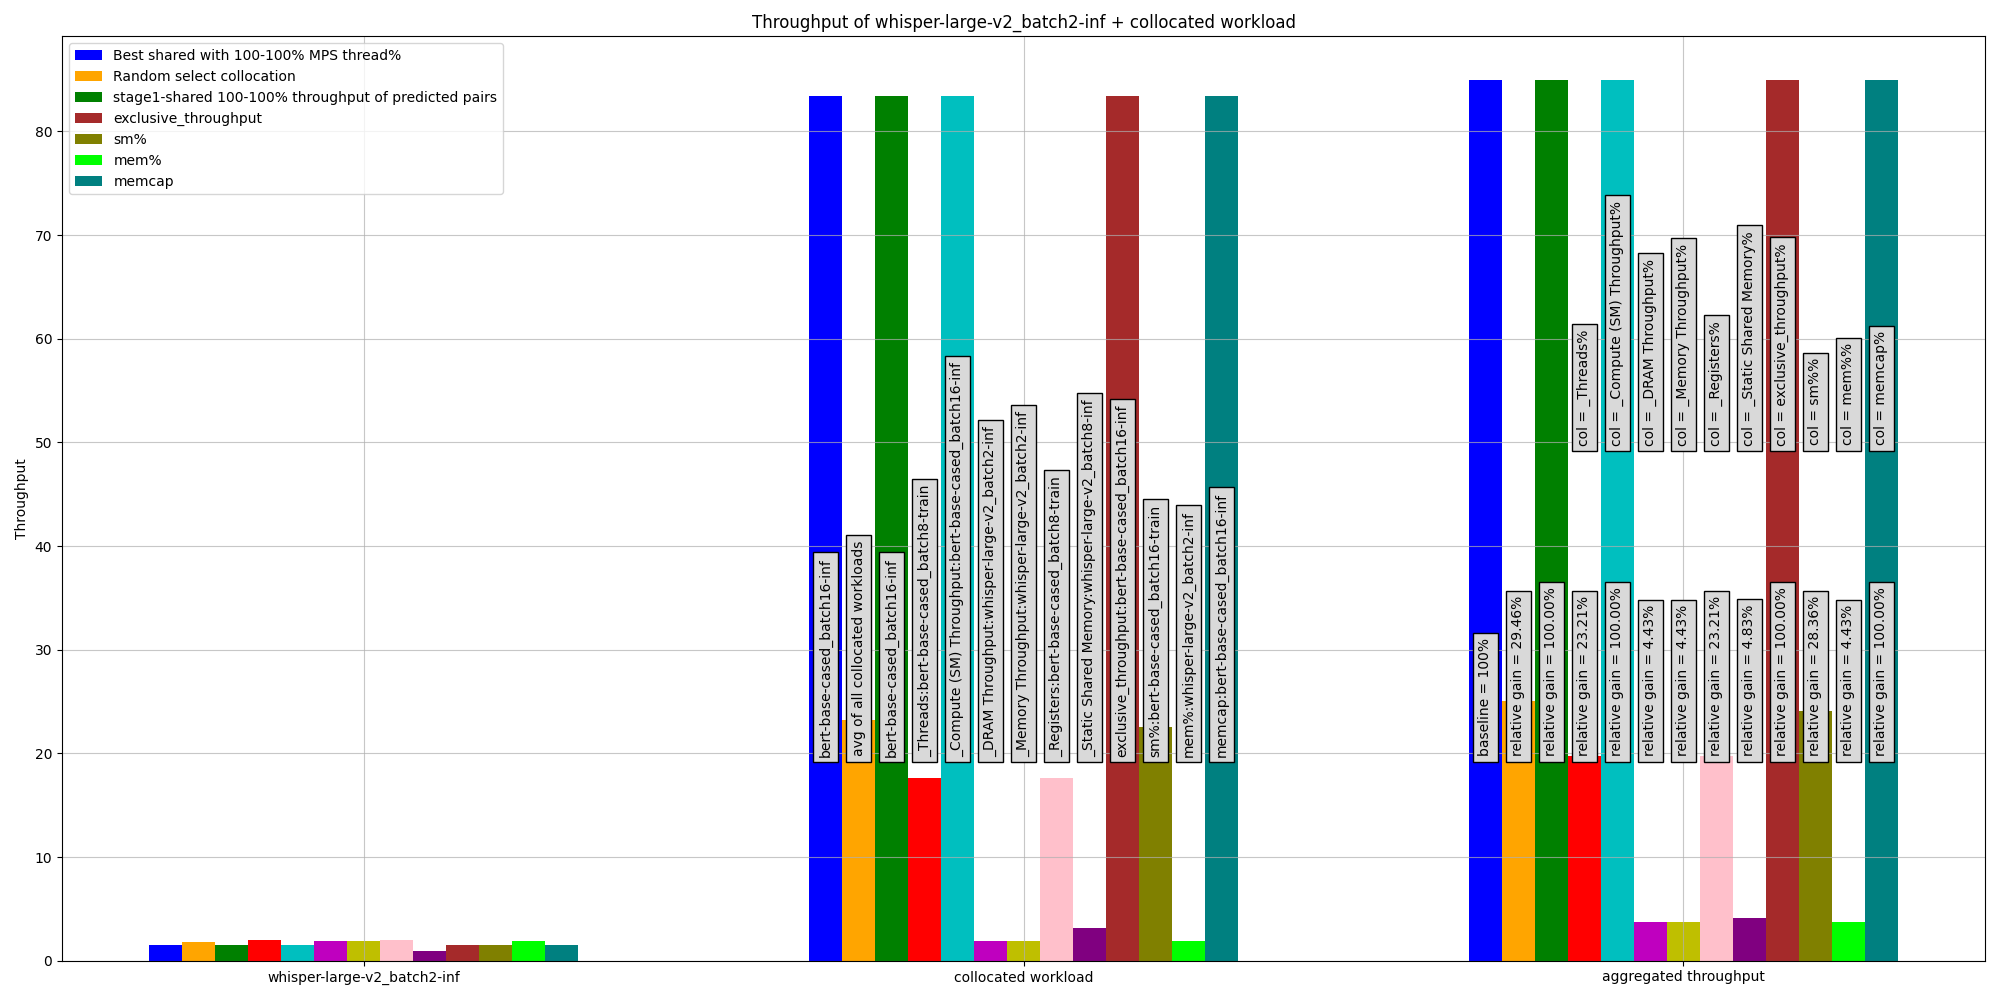 Throughput of whisper-large-v2_batch2-inf + collocated workload
Best shared with 100-100% MPS thread%
Random select collocation
stage1-shared 100-100% throughput of predicted pairs
exclusive_throughput
sm%
mem%
memcap
Throughput
80
70
60
50
40
30
20
10
0
bert-base-cased_batch16-inf
avg of all collocated workloads
bert-base-cased_batch16-inf
_Threads:bert-base-cased_batch8-train
_Compute (SM) Throughput:bert-base-cased_batch16-inf
_DRAM Throughput:whisper-large-v2_batch2-inf
_Memory Throughput:whisper-large-v2_batch2-inf
_Registers:bert-base-cased_batch8-train
_Static Shared Memory:whisper-large-v2_batch8-inf
exclusive_throughput:bert-base-cased_batch16-inf
sm%:bert-base-cased_batch16-train
mem%:whisper-large-v2_batch2-inf
memcap:bert-base-cased_batch16-inf
col = _Threads%
col = _Compute (SM) Throughput%
col = _DRAM Throughput%
col = _Memory Throughput%
col = _Registers%
col = _Static Shared Memory%
col = exclusive_throughput%
col = sm%%
col = mem%%
col = memcap%
baseline = 100%
relative gain = 29.46%
relative gain = 100.00%
relative gain = 23.21%
relative gain = 100.00%
relative gain = 4.43%
relative gain = 4.43%
relative gain = 23.21%
relative gain = 4.83%
relative gain = 100.00%
relative gain = 28.36%
relative gain = 4.43%
relative gain = 100.00%
whisper-large-v2_batch2-inf
collocated workload
aggregated throughput